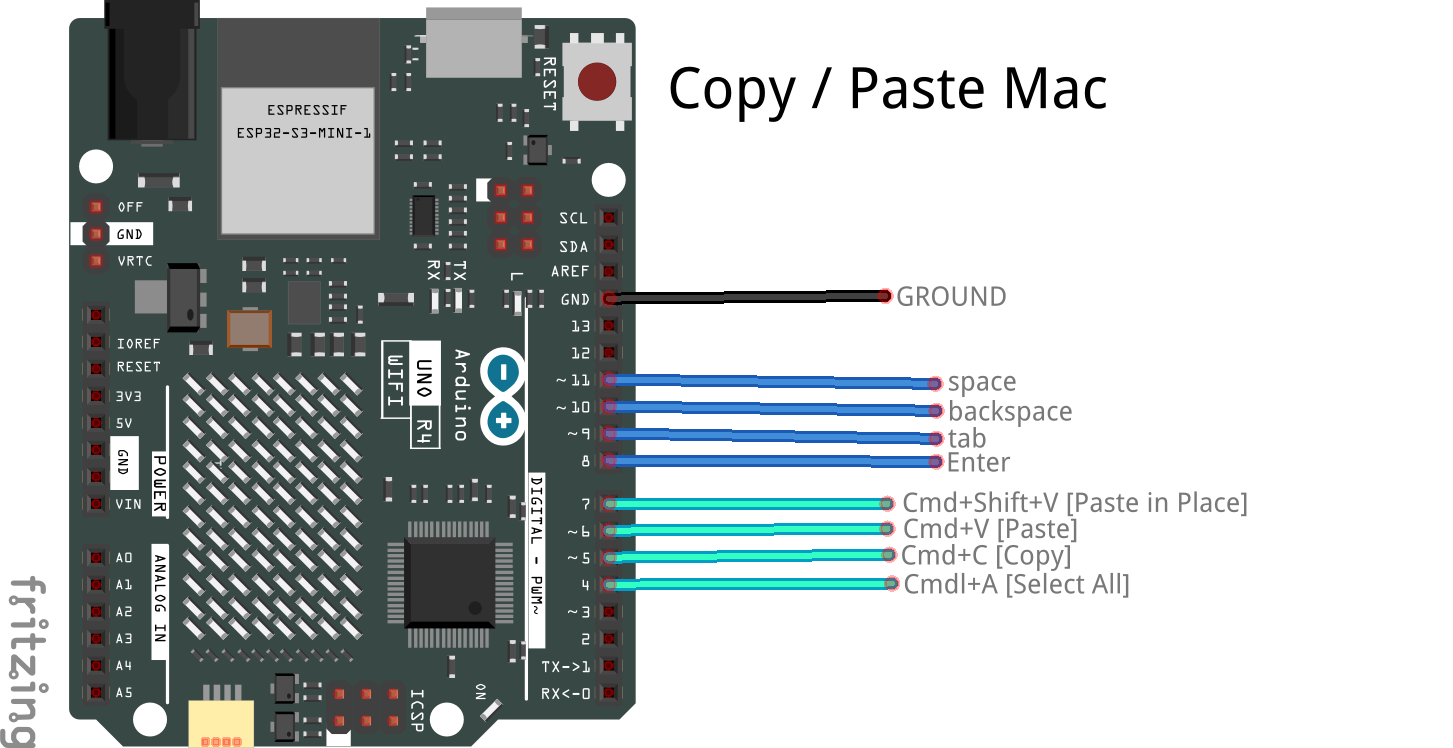 Copy / Paste Mac
ESPRESSIF
ESP32-S3-MINI-1
RESET
OFF
GND
VRTC
SCL
SDA
AREF
GND
GROUND
13
12
~11
space
~10
backspace
~9
tab
8
Enter
7
Cmd+Shift+V [Paste in Place]
~6
Cmd+V [Paste]
~5
Cmd+C [Copy]
4
Cmdl+A [Select All]
~3
2
TX->1
RX<-0
RX
TX
L
IOREF
RESET
3V3
5V
GND
VIN
POWER
A0
A1
A2
A3
A4
A5
ANALOG IN
WIFI
UNO
R4
Arduino
DIGITAL - PWM~
ON
ICSP
fritzing